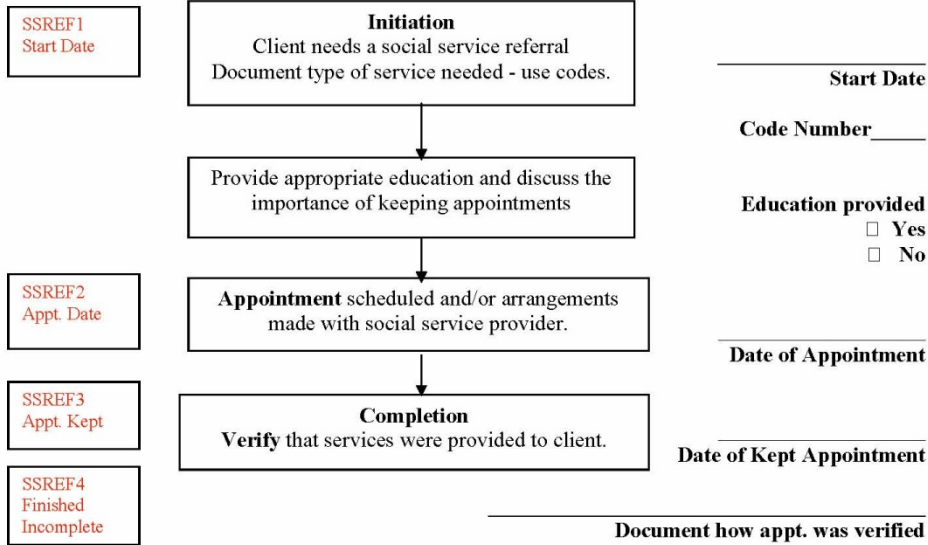 SSREF1
Start Date
Initiation
Client needs a social service referral
Document type of service needed - use codes.
Start Date
Code Number_____
Provide appropriate education and discuss the
importance of keeping appointments
Education provided
☐ Yes
☐ No
SSREF2
Appt. Date
Appointment scheduled and/or arrangements
made with social service provider.
Date of Appointment
SSREF3
Appt. Kept
Completion
Verify that services were provided to client.
Date of Kept Appointment
SSREF4
Finished
Incomplete
Document how appt. was verified